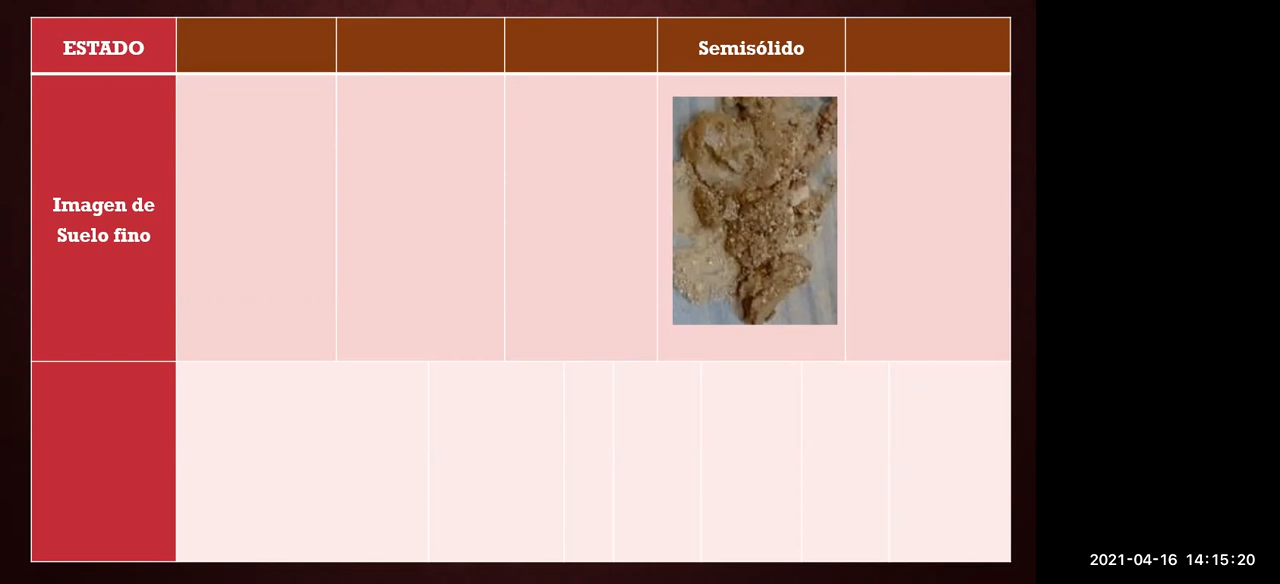 ESTADO
Semisólido
Imagen de
Suelo fino
2021-04-16 14:15:20